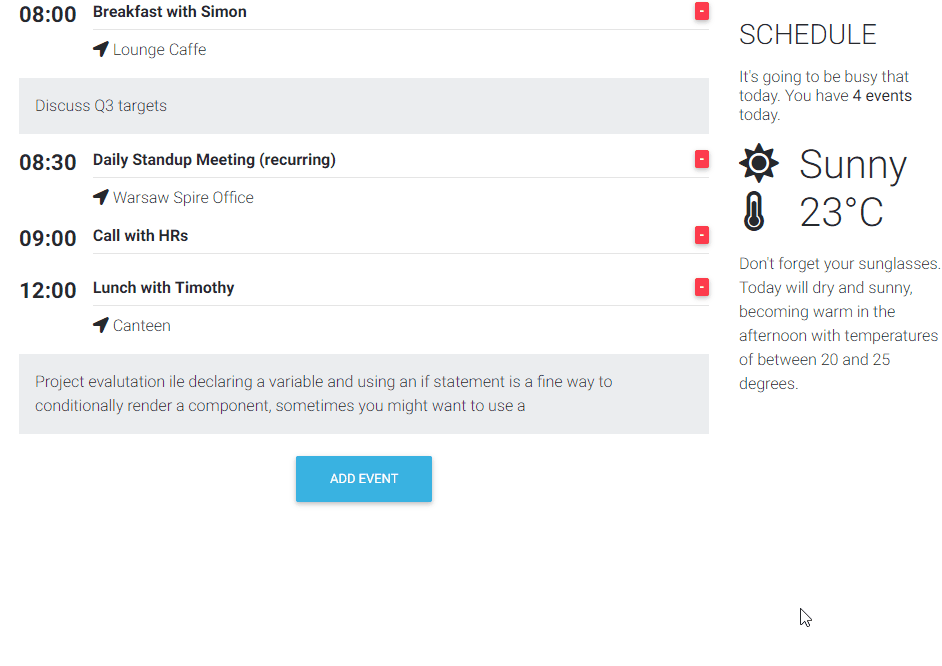 08:00 Breakfast with Simon -
Lounge Caffe
Discuss Q3 targets
08:30 Daily Standup Meeting (recurring) -
Warsaw Spire Office
09:00 Call with HRs -
12:00 Lunch with Timothy -
Canteen
Project evalutation ile declaring a variable and using an if statement is a fine way to
conditionally render a component, sometimes you might want to use a
ADD EVENT
SCHEDULE
It's going to be busy that
today. You have 4 events
today.
Sunny
23°C
Don't forget your sunglasses.
Today will dry and sunny,
becoming warm in the
afternoon with temperatures
of between 20 and 25
degrees.